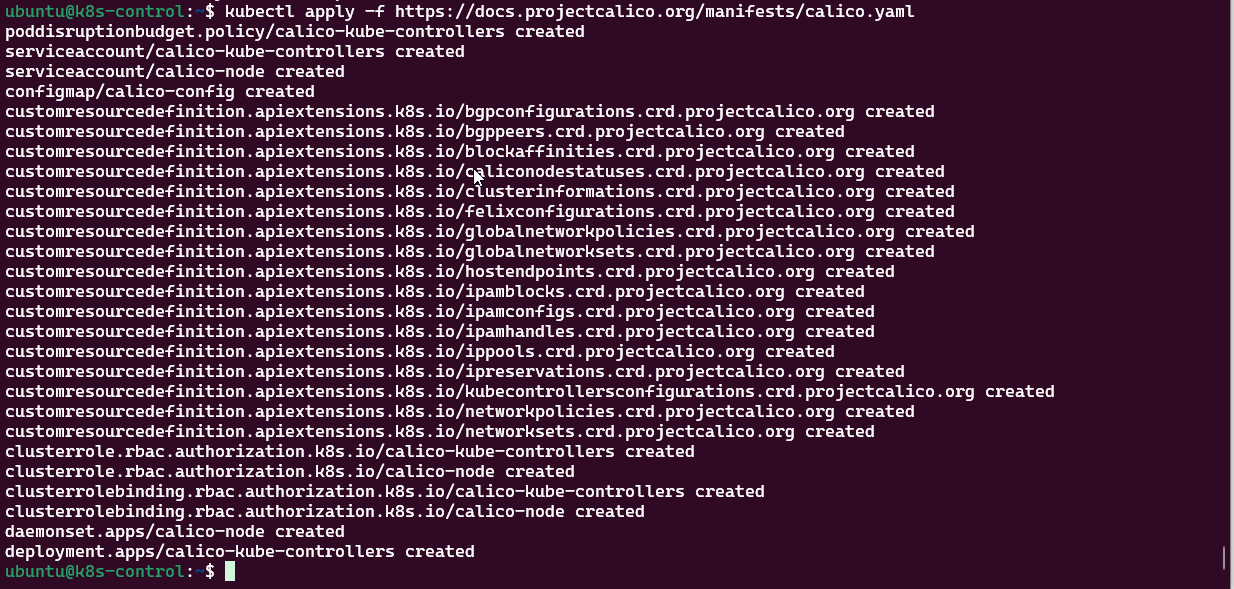 ubuntu@k8s-control:~$ kubectl apply -f https://docs.projectcalico.org/manifests/calico.yaml
poddisruptionbudget.policy/calico-kube-controllers created
serviceaccount/calico-kube-controllers created
serviceaccount/calico-node created
configmap/calico-config created
customresourcedefinition.apiextensions.k8s.io/bgpconfigurations.crd.projectcalico.org created
customresourcedefinition.apiextensions.k8s.io/bgppeers.crd.projectcalico.org created
customresourcedefinition.apiextensions.k8s.io/blockaffinities.crd.projectcalico.org created
customresourcedefinition.apiextensions.k8s.io/caliconodestatuses.crd.projectcalico.org created
customresourcedefinition.apiextensions.k8s.io/clusterinformations.crd.projectcalico.org created
customresourcedefinition.apiextensions.k8s.io/felixconfigurations.crd.projectcalico.org created
customresourcedefinition.apiextensions.k8s.io/globalnetworkpolicies.crd.projectcalico.org created
customresourcedefinition.apiextensions.k8s.io/globalnetworksets.crd.projectcalico.org created
customresourcedefinition.apiextensions.k8s.io/hostendpoints.crd.projectcalico.org created
customresourcedefinition.apiextensions.k8s.io/ipamblocks.crd.projectcalico.org created
customresourcedefinition.apiextensions.k8s.io/ipamconfigs.crd.projectcalico.org created
customresourcedefinition.apiextensions.k8s.io/ipamhandles.crd.projectcalico.org created
customresourcedefinition.apiextensions.k8s.io/ippools.crd.projectcalico.org created
customresourcedefinition.apiextensions.k8s.io/ipreservations.crd.projectcalico.org created
customresourcedefinition.apiextensions.k8s.io/kubecontrollersconfigurations.crd.projectcalico.org created
customresourcedefinition.apiextensions.k8s.io/networkpolicies.crd.projectcalico.org created
customresourcedefinition.apiextensions.k8s.io/networksets.crd.projectcalico.org created
clusterrole.rbac.authorization.k8s.io/calico-kube-controllers created
clusterrole.rbac.authorization.k8s.io/calico-node created
clusterrolebinding.rbac.authorization.k8s.io/calico-kube-controllers created
clusterrolebinding.rbac.authorization.k8s.io/calico-node created
daemonset.apps/calico-node created
deployment.apps/calico-kube-controllers created
ubuntu@k8s-control:~$